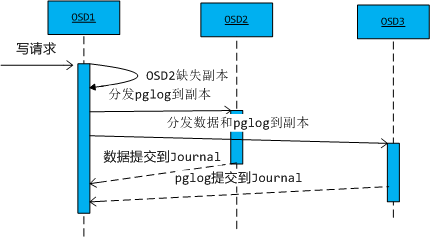 OSD1
OSD2
OSD3
写请求
OSD2缺失副本
分发pglog到副本
分发数据和pglog到副本
数据提交到Journal
pglog提交到Journal